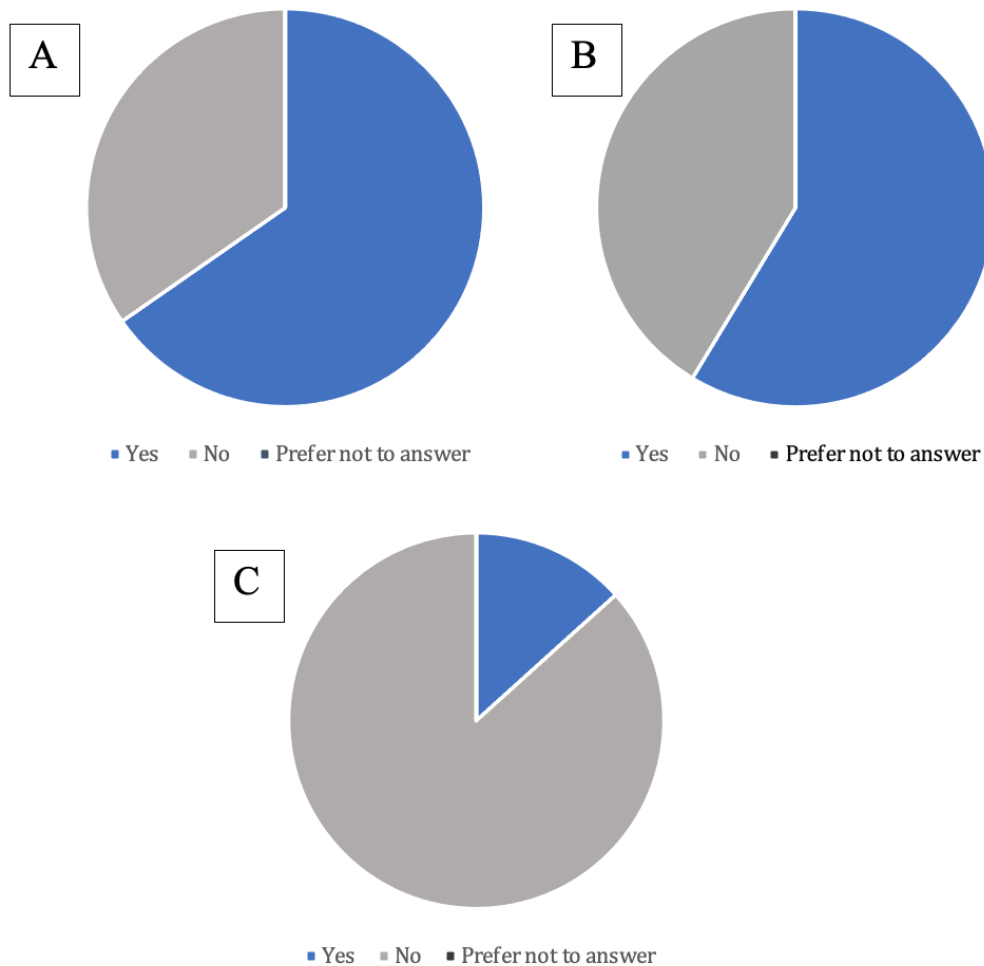 A
B
Yes No Prefer not to answer
Yes No Prefer not to answer
C
Yes No Prefer not to answer